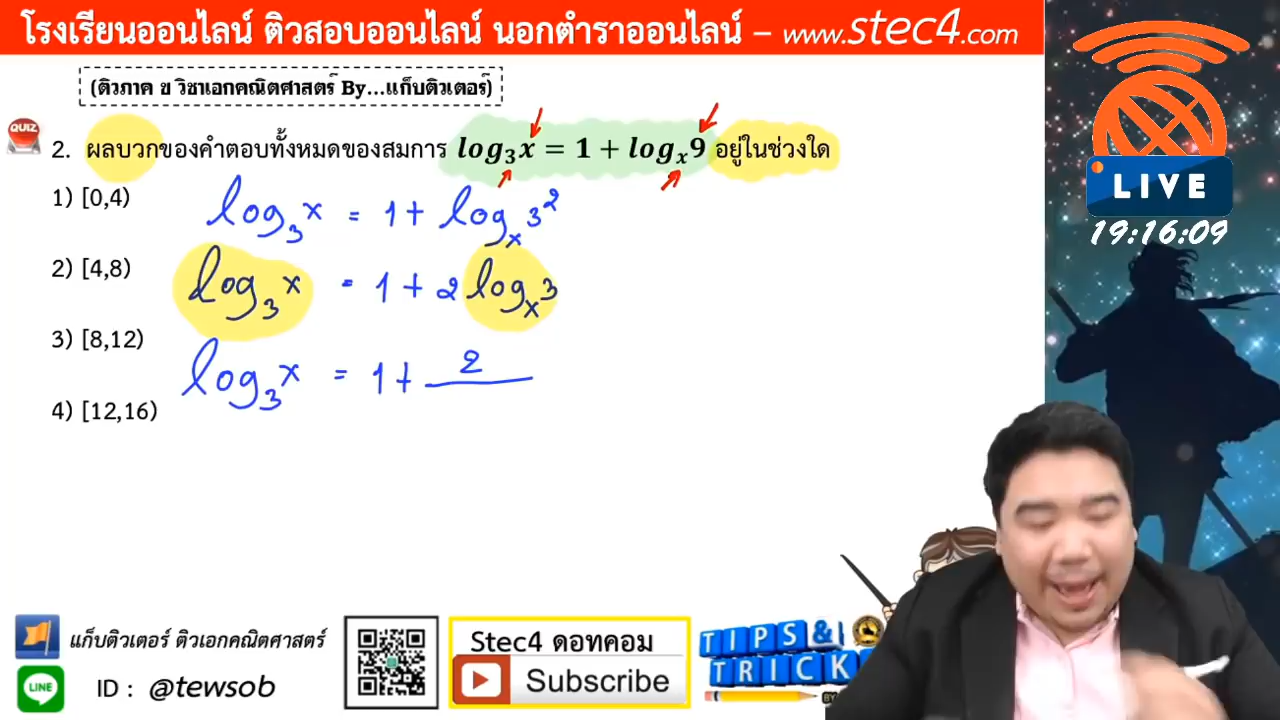 โรงเรียนออนไลน์ ติวสอบออนไลน์ นอกตำราออนไลน์ – www.stec4.com
(ติวภาค ข วิชาเอกคณิตศาสตร์ By...แก็บติวเตอร์)
QUIZ
2. ผลบวกของคำตอบทั้งหมดของสมการ log₃x = 1 + logₓ9 อยู่ในช่วงใด
1) [0,4)
log₃x = 1 + logₓ3²
2) [4,8)
log₃x = 1 + 2 logₓ3
3) [8,12)
log₃x = 1 + 2
4) [12,16)
LIVE
19:16:09
แก็บติวเตอร์ ติวเอกคณิตศาสตร์
LINE
ID : @tewsob
Stec4 ดอทคอม
Subscribe
TIPS &
TRICK
BY